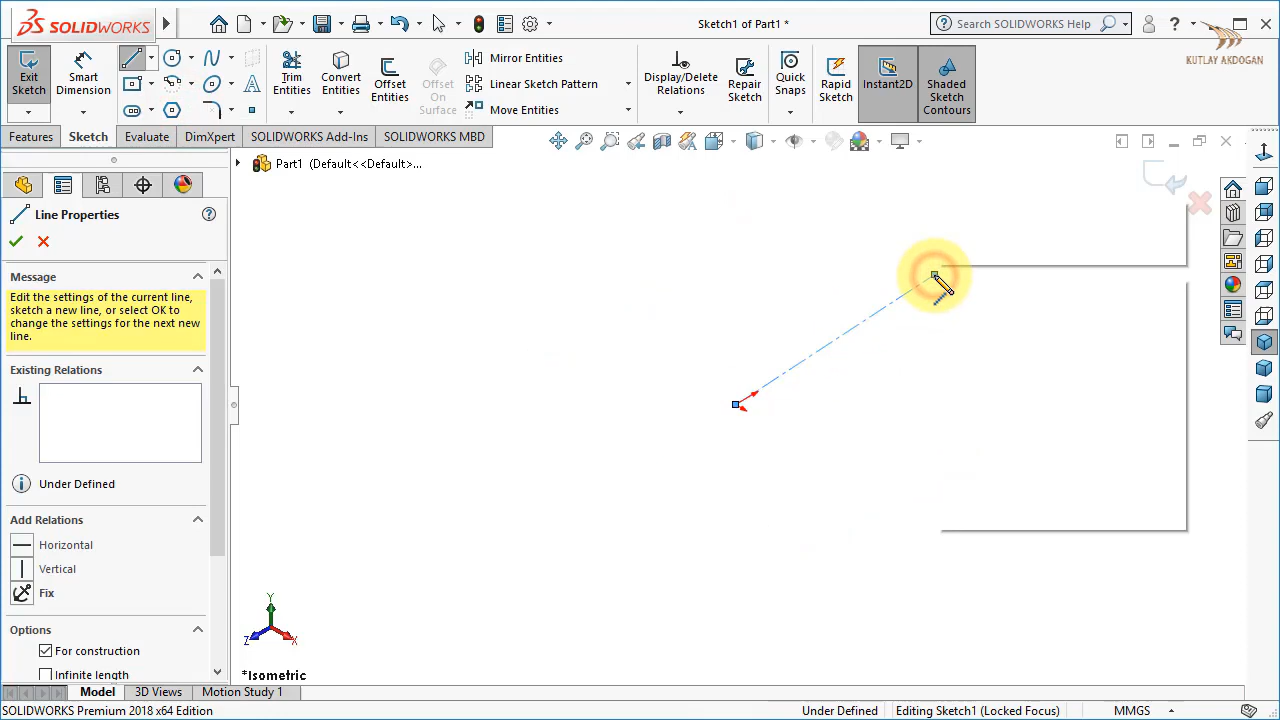 SOLIDWORKS
Sketch1 of Part1 *
Search SOLIDWORKS Help
KUTLAY AKDOGAN
Exit Sketch
Smart Dimension
Trim Entities
Convert Entities
Offset Entities
Offset On Surface
Mirror Entities
Linear Sketch Pattern
Move Entities
Display/Delete Relations
Repair Sketch
Quick Snaps
Rapid Sketch
Instant2D
Shaded Sketch Contours
Features
Sketch
Evaluate
DimXpert
SOLIDWORKS Add-Ins
SOLIDWORKS MBD
Part1 (Default<<Default>...
Line Properties
Message
Edit the settings of the current line,
sketch a new line, or select OK to
change the settings for the next new
line.
Existing Relations
Under Defined
Add Relations
Horizontal
Vertical
Fix
Options
For construction
Infinite length
Y
Z
X
*Isometric
Model
3D Views
Motion Study 1
SOLIDWORKS Premium 2018 x64 Edition
Under Defined
Editing Sketch1 (Locked Focus)
MMGS